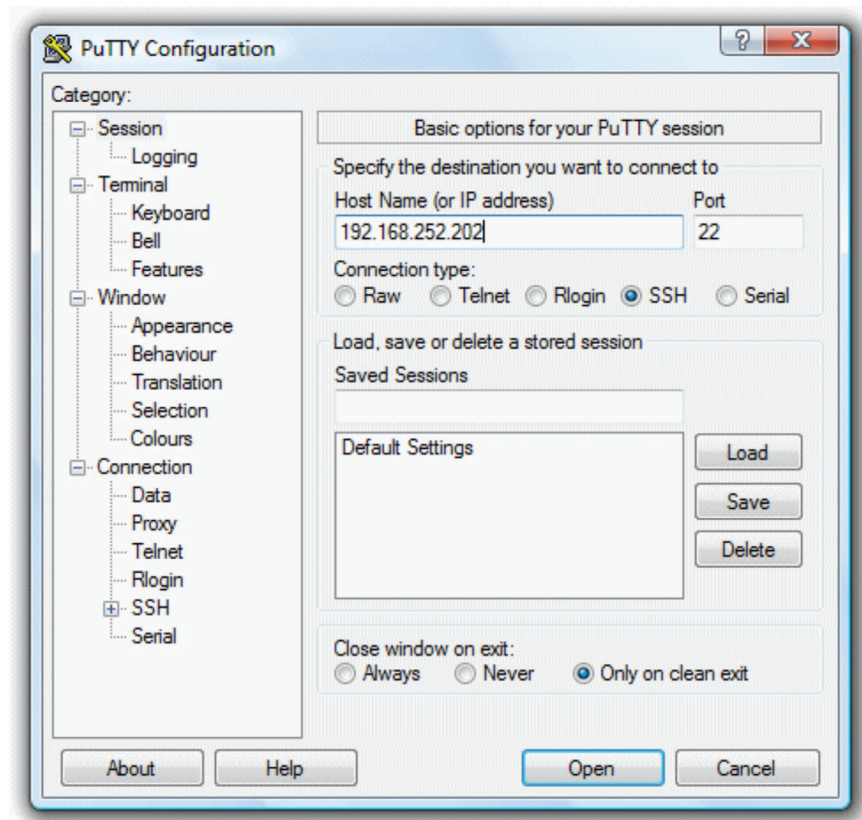 PuTTY Configuration
Category:
Session
Logging
Terminal
Keyboard
Bell
Features
Window
Appearance
Behaviour
Translation
Selection
Colours
Connection
Data
Proxy
Telnet
Rlogin
SSH
Serial
Basic options for your PuTTY session
Specify the destination you want to connect to
Host Name (or IP address) Port
192.168.252.202 22
Connection type:
Raw Telnet Rlogin SSH Serial
Load, save or delete a stored session
Saved Sessions
Default Settings
Load
Save
Delete
Close window on exit:
Always Never Only on clean exit
About Help Open Cancel